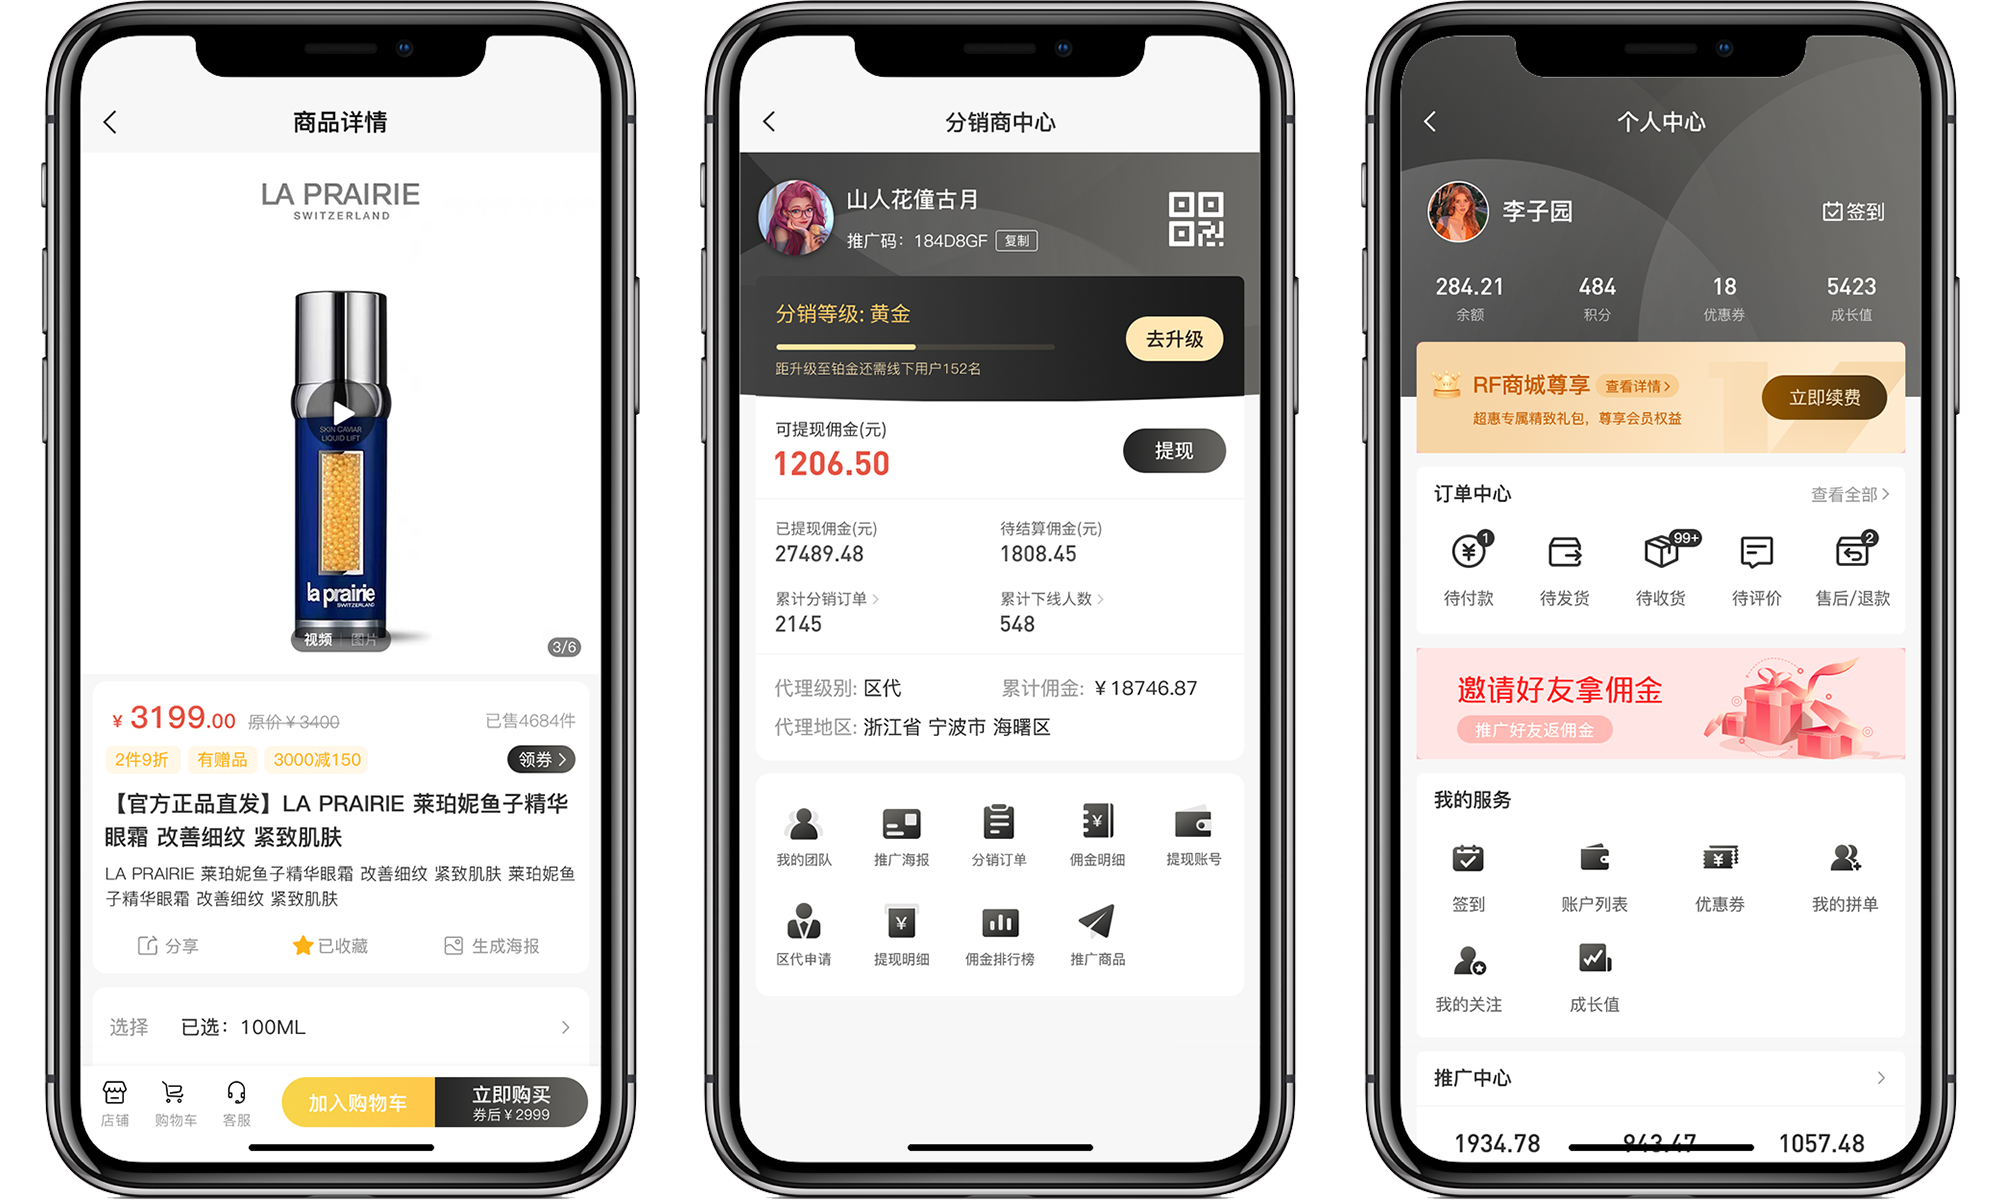 商品详情
LA PRAIRIE
SWITZERLAND
SKIN CAVIAR
LIQUID LIFT
la prairie
SWITZERLAND
视频 图片
3/6
¥ 3199.00 原价 ¥ 3400 已售4684件
2件9折 有赠品 3000减150 领券
【官方正品直发】LA PRAIRIE 莱珀妮鱼子精华
眼霜 改善细纹 紧致肌肤
LA PRAIRIE 莱珀妮鱼子精华眼霜 改善细纹 紧致肌肤 莱珀妮鱼
子精华眼霜 改善细纹 紧致肌肤
分享 已收藏 生成海报
选择 已选：100ML
店铺 购物车 客服
加入购物车
立即购买
券后 ¥ 2999
分销商中心
山人花僮古月
推广码：184D8GF 复制
分销等级: 黄金
去升级
距升级至铂金还需线下用户152名
可提现佣金(元)
1206.50
提现
已提现佣金(元) 待结算佣金(元)
27489.48 1808.45
累计分销订单 累计下线人数
2145 548
代理级别: 区代 累计佣金: ¥ 18746.87
代理地区: 浙江省 宁波市 海曙区
我的团队 推广海报 分销订单 佣金明细 提现账号
区代申请 提现明细 佣金排行榜 推广商品
个人中心
李子园
签到
284.21 484 18 5423
余额 积分 优惠券 成长值
RF商城尊享 查看详情
超惠专属精致礼包，尊享会员权益
立即续费
订单中心 查看全部
1 99+ 2
待付款 待发货 待收货 待评价 售后/退款
邀请好友拿佣金
推广好友返佣金
我的服务
签到 账户列表 优惠券 我的拼单
我的关注 成长值
推广中心
1934.78 943.47 1057.48